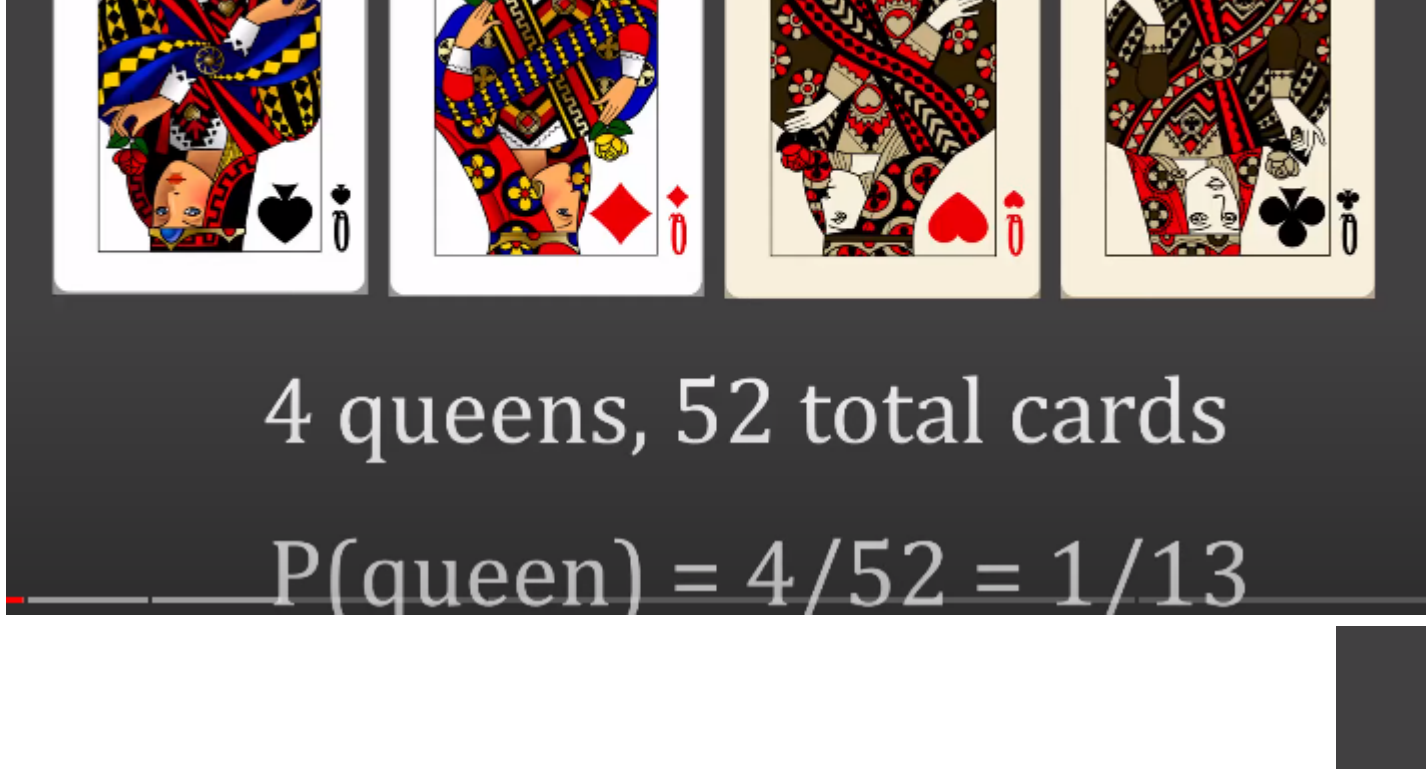 Q Q Q Q
4 queens, 52 total cards
P(queen) = 4/52 = 1/13